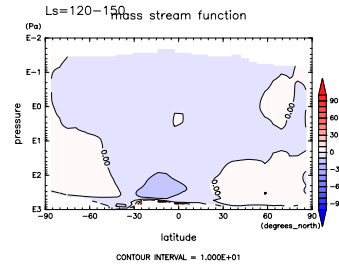 Ls=120-150
mass stream function
(Pa)
E-2
E-1
E0
E1
E2
E3
pressure
0.00
0.00
0.00
-90
-60
-30
0
30
60
90
(degrees_north)
latitude
90
60
30
0
-3
-6
-9
CONTOUR INTERVAL = 1.000E+01